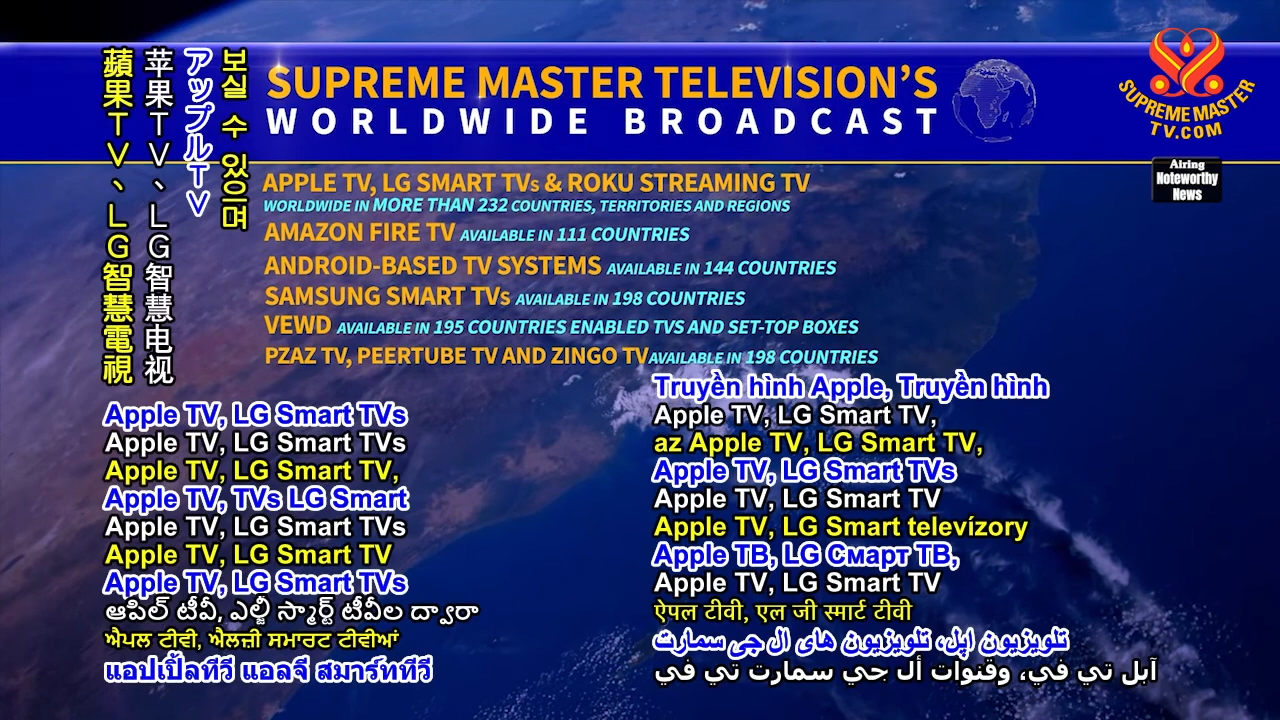 蘋果TV、LG智慧電視
苹果TV、LG智慧电视
アップルTV
보실 수 있으며
SUPREME MASTER TELEVISION'S
WORLDWIDE BROADCAST
SUPREME MASTER
TV.COM
Airing
Noteworthy
News
APPLE TV, LG SMART TVs & ROKU STREAMING TV
WORLDWIDE IN MORE THAN 232 COUNTRIES, TERRITORIES AND REGIONS
AMAZON FIRE TV AVAILABLE IN 111 COUNTRIES
ANDROID-BASED TV SYSTEMS AVAILABLE IN 144 COUNTRIES
SAMSUNG SMART TVs AVAILABLE IN 198 COUNTRIES
VEWD AVAILABLE IN 195 COUNTRIES ENABLED TVS AND SET-TOP BOXES
PZAZ TV, PEERTUBE TV AND ZINGO TV AVAILABLE IN 198 COUNTRIES
Apple TV, LG Smart TVs
Apple TV, LG Smart TVs
Apple TV, LG Smart TV,
Apple TV, TVs LG Smart
Apple TV, LG Smart TVs
Apple TV, LG Smart TV
Apple TV, LG Smart TVs
ఆపిల్ టీవీ, ఎల్జీ స్మార్ట్ టీవీల ద్వారా
ਐਪਲ ਟੀਵੀ, ਐਲਜ਼ੀ ਸਮਾਰਟ ਟੀਵੀਆਂ
แอปเปิ้ลทีวี แอลจี สมาร์ททีวี
Truyền hình Apple, Truyền hình
Apple TV, LG Smart TV,
az Apple TV, LG Smart TV,
Apple TV, LG Smart TVs
Apple TV, LG Smart TV
Apple TV, LG Smart televízory
Apple ТВ, LG Смарт ТВ,
Apple TV, LG Smart TV
ऐपल टीवी, एल जी स्मार्ट टीवी
تلویزیون اپل، تلویزیون های ال جی سمارت
آبل تي في، وقنوات أل جي سمارت تي في